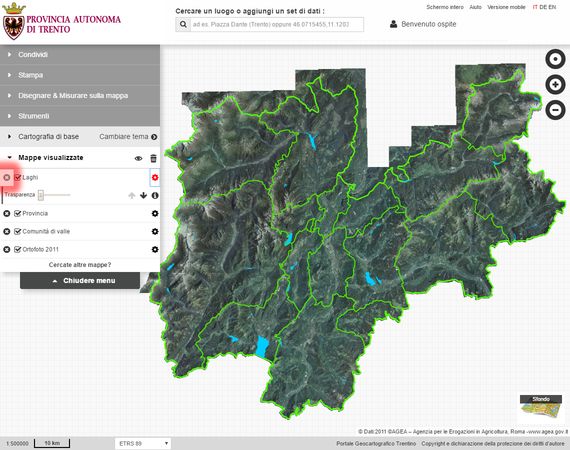 PROVINCIA AUTONOMA
DI TRENTO
Cercare un luogo o aggiungi un set di dati :
ad es. Piazza Dante (Trento) oppure 46.0715455,11.1203
Schermo intero Aiuto Versione mobile IT DE EN
Benvenuto ospite
Condividi
Stampa
Disegnare & Misurare sulla mappa
Strumenti
Cartografia di base Cambiare tema
Mappe visualizzate
Laghi
Trasparenza
Provincia
Comunità di valle
Ortofoto 2011
Cercate altre mappe?
Chiudere menu
Sfondo
© Dati:2011 ©AGEA – Agenzia per le Erogazioni in Agricoltura, Roma -www.agea.gov.it
1:500000 10 km ETRS 89 Portale Geocartografico Trentino Copyright e dichiarazione della protezione dei diritti d'autore